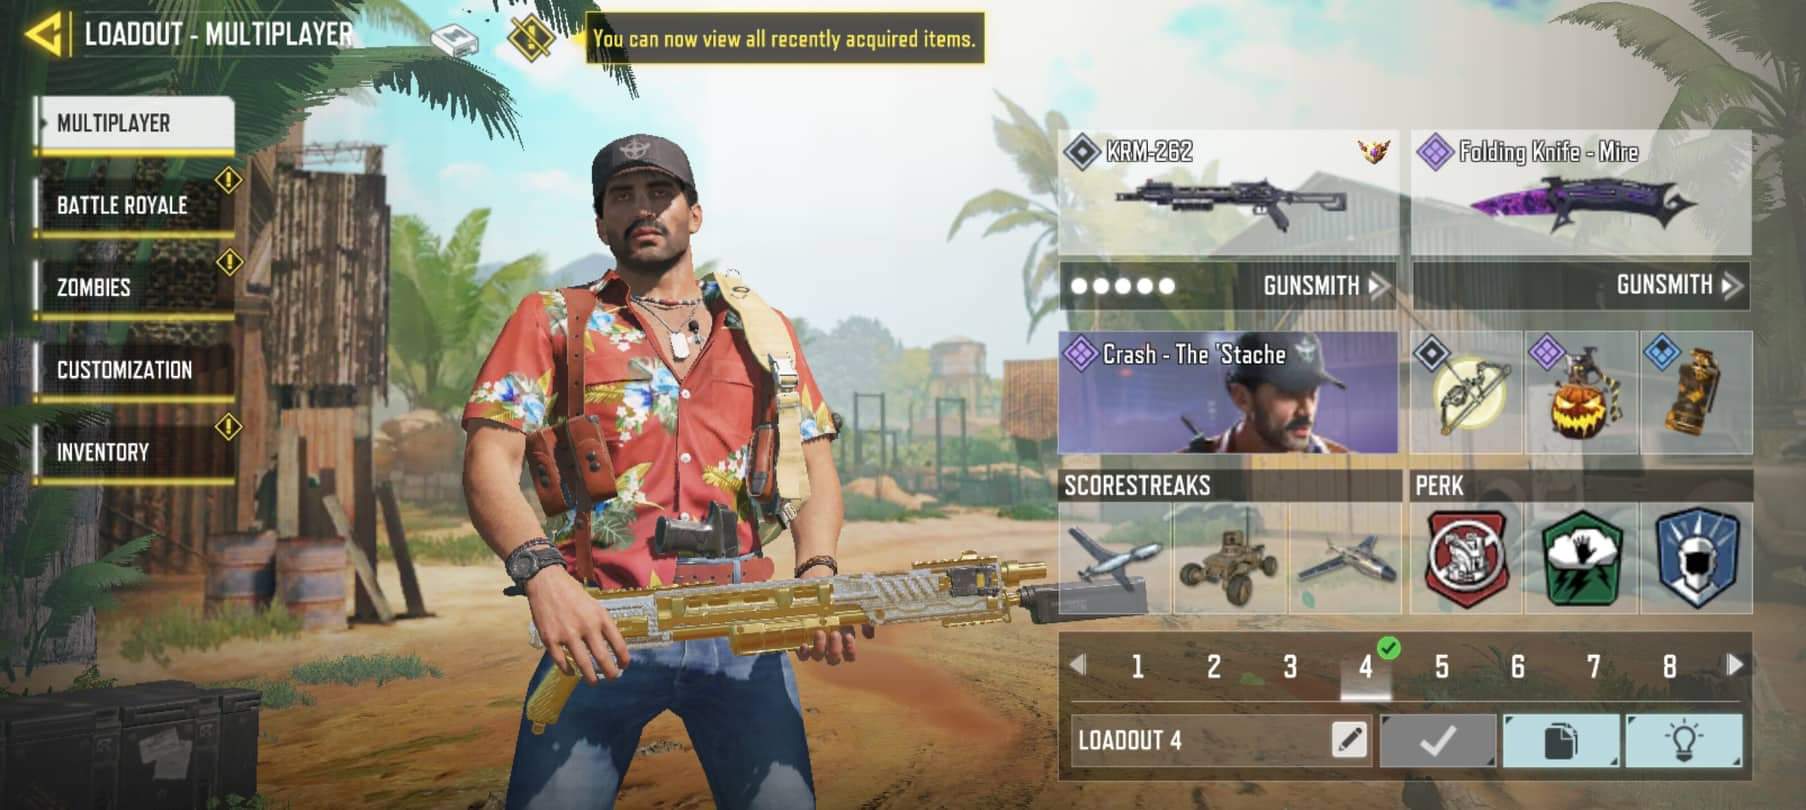 LOADOUT - MULTIPLAYER
You can now view all recently acquired items.
MULTIPLAYER
BATTLE ROYALE
ZOMBIES
CUSTOMIZATION
INVENTORY
KRM-262
Folding Knife - Mire
GUNSMITH
GUNSMITH
Crash - The 'Stache
SCORESTREAKS
PERK
1 2 3 4 5 6 7 8
LOADOUT 4